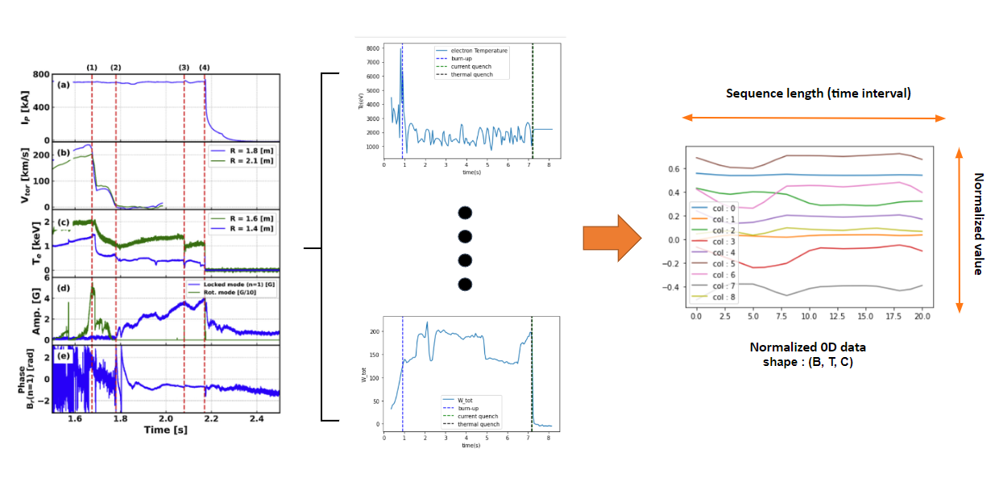 (1) (2) (3) (4)
800
400
0
I_P [kA]
(a)
200
100
0
V_tor [km/s]
(b)
R = 1.8 [m]
R = 2.1 [m]
2
1
0
T_e [keV]
(c)
R = 1.6 [m]
R = 1.4 [m]
6
4
2
0
Amp. [G]
(d)
Locked mode (n=1) [G]
Rot. mode [G/10]
2
0
−2
Phase
B_r(n=1) [rad]
(e)
1.6 1.8 2.0 2.2 2.4
Time [s]
8000
7000
6000
5000
4000
3000
2000
1000
Te(eV)
electron Temperature
burn-up
current quench
thermal quench
0 1 2 3 4 5 6 7 8
time(s)
200
150
100
50
0
W_tot
W_tot
burn-up
current quench
thermal quench
0 1 2 3 4 5 6 7 8
time(s)
Sequence length (time interval)
0.6
0.4
0.2
0.0
−0.2
−0.4
col : 0
col : 1
col : 2
col : 3
col : 4
col : 5
col : 6
col : 7
col : 8
0.0 2.5 5.0 7.5 10.0 12.5 15.0 17.5 20.0
Normalized value
Normalized 0D data
shape : (B, T, C)